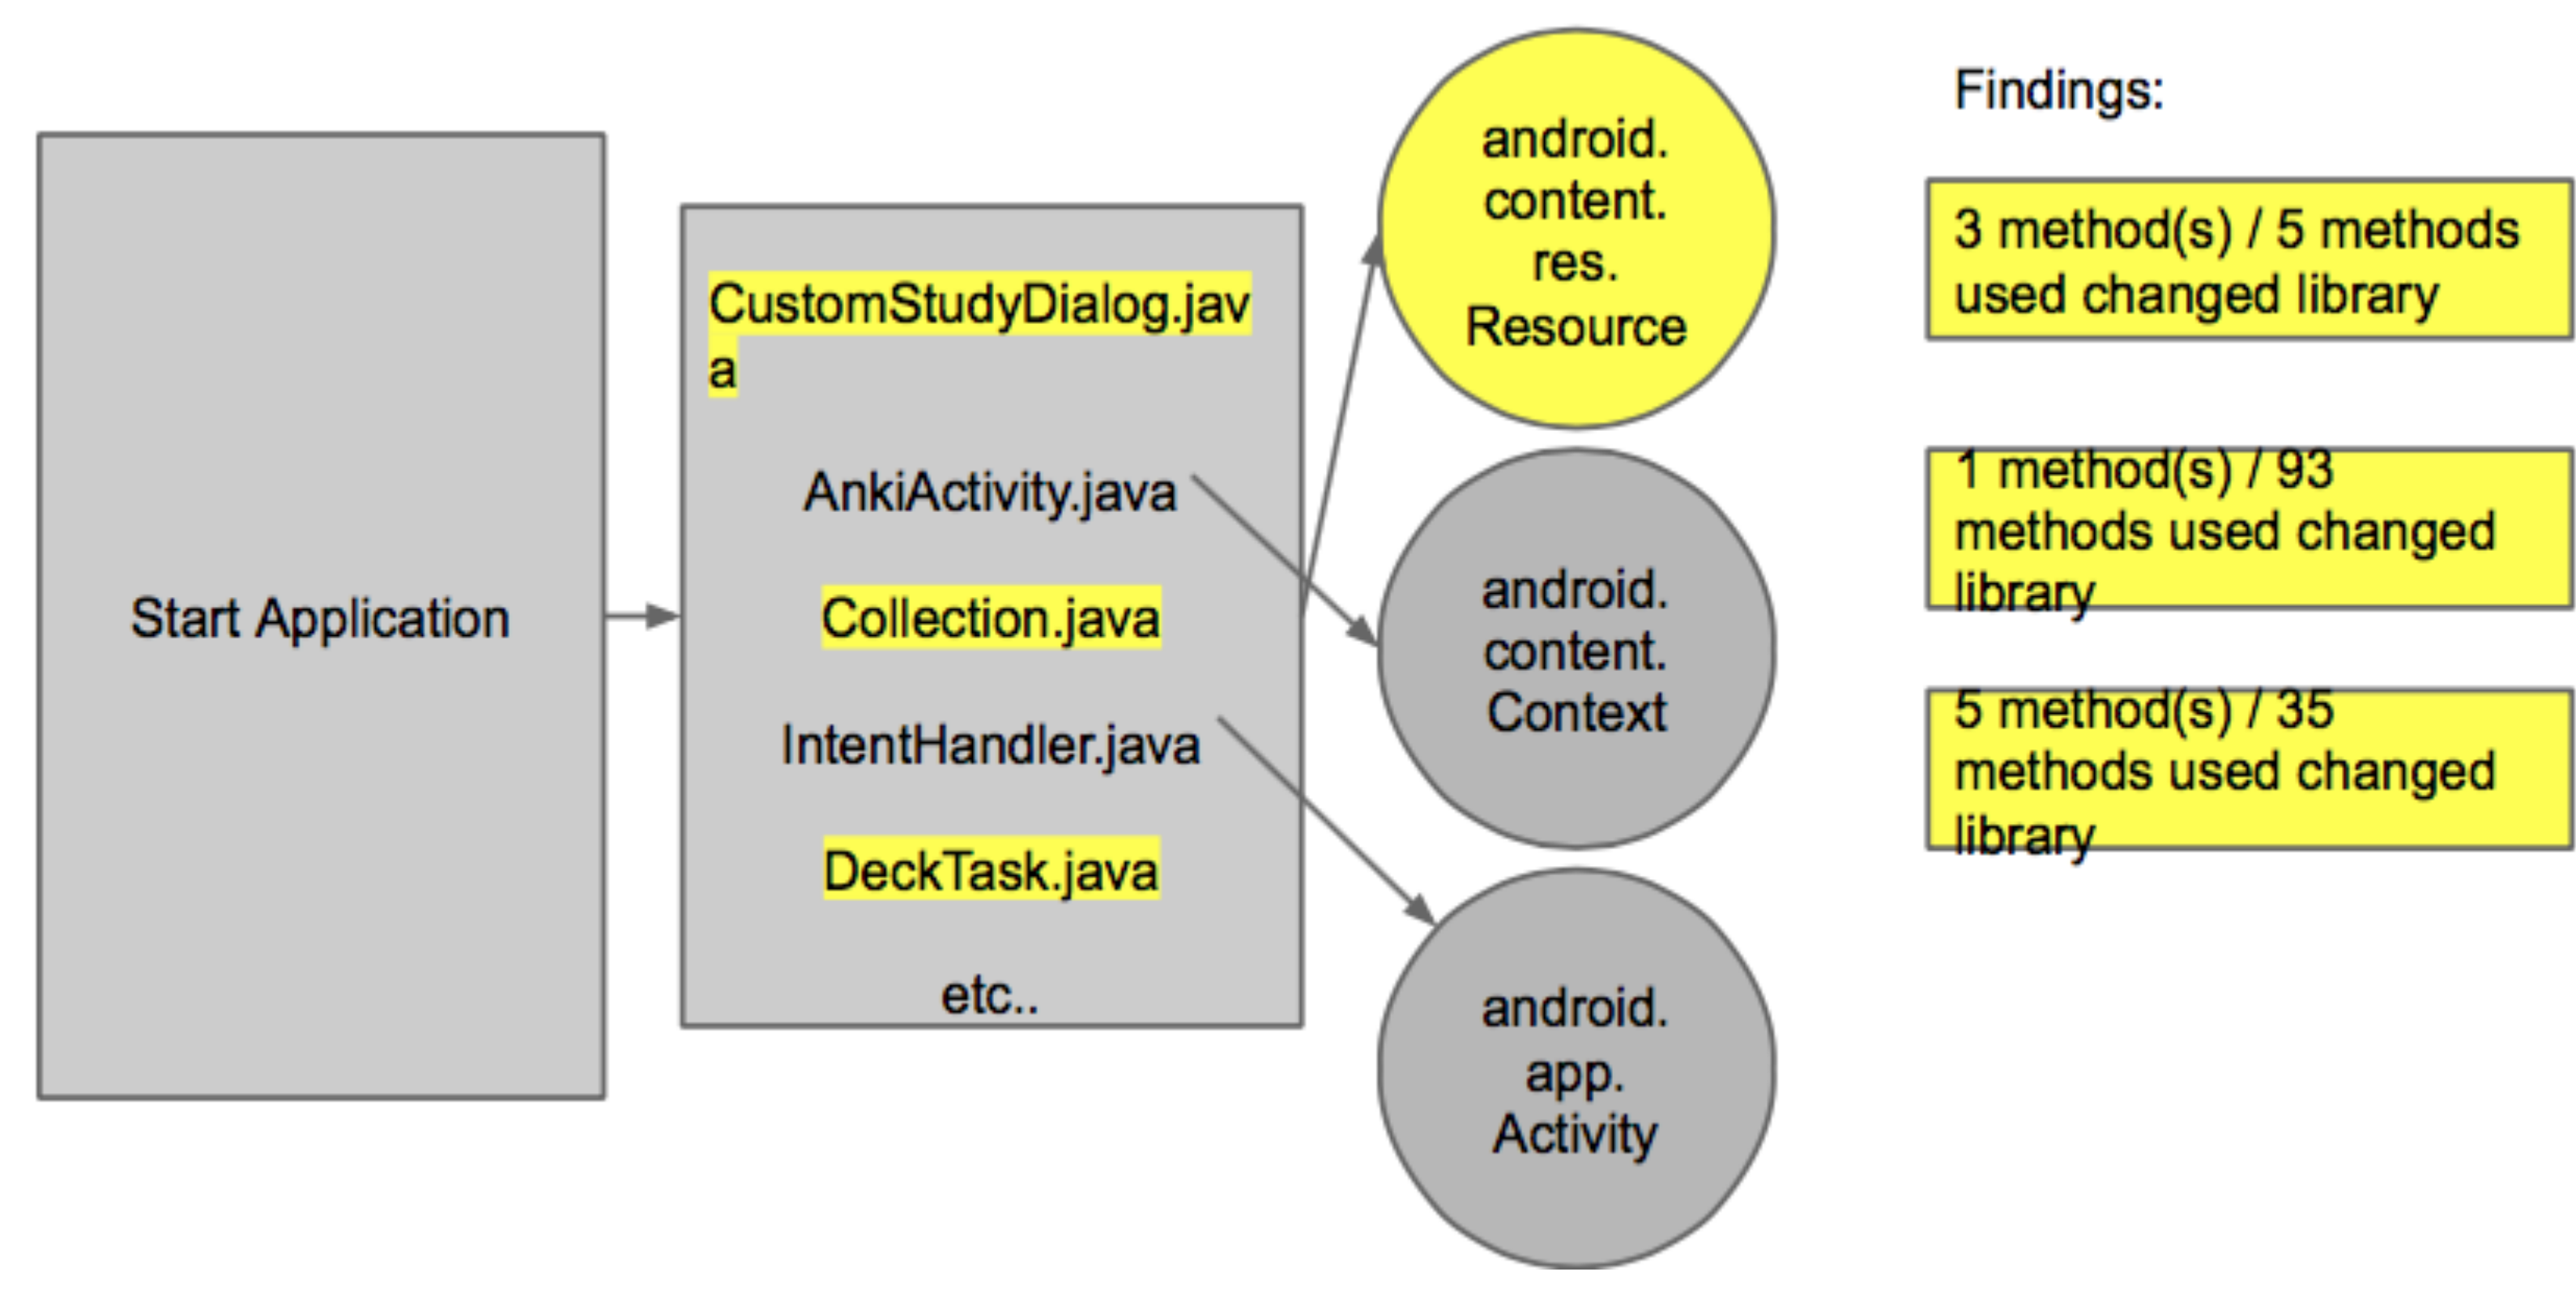 Start Application
CustomStudyDialog.jav
a
AnkiActivity.java
Collection.java
IntentHandler.java
DeckTask.java
etc..
android.
content.
res.
Resource
android.
content.
Context
android.
app.
Activity
Findings:
3 method(s) / 5 methods
used changed library
1 method(s) / 93
methods used changed
library
5 method(s) / 35
methods used changed
library